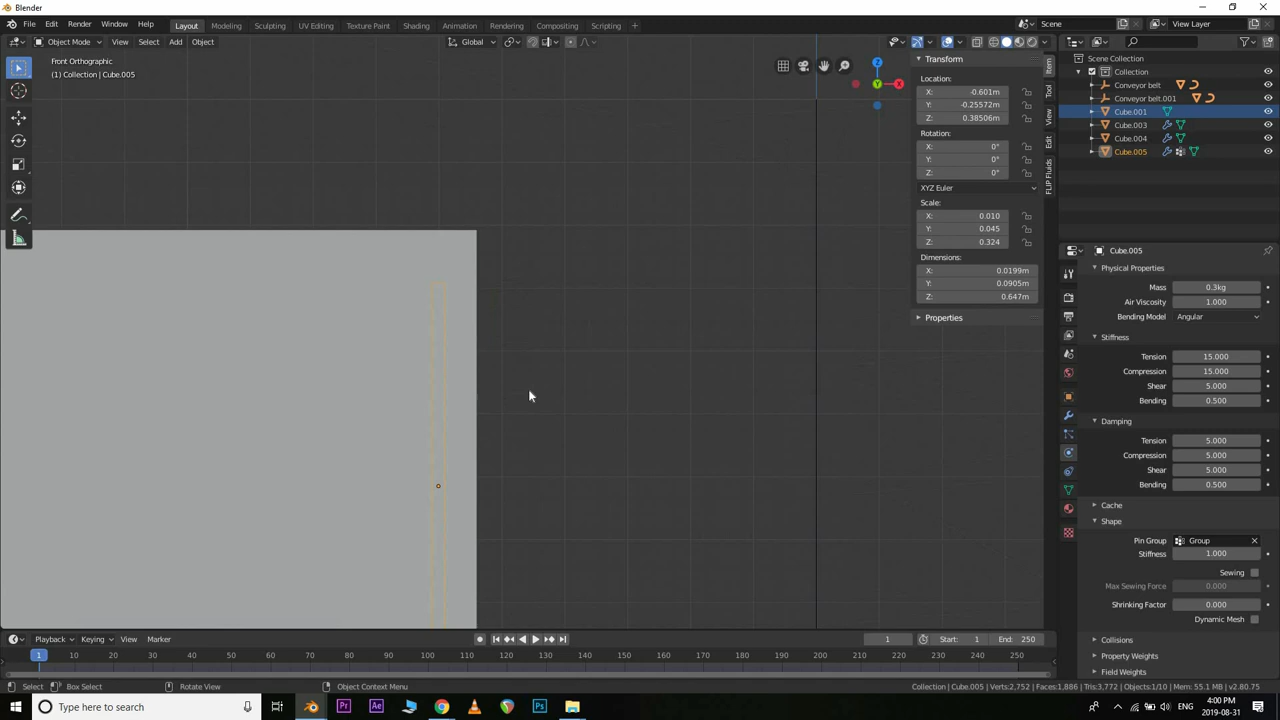 Blender
File Edit Render Window Help Layout Modeling Sculpting UV Editing Texture Paint Shading Animation Rendering Compositing Scripting + Scene View Layer
Object Mode View Select Add Object Global
Front Orthographic
(1) Collection | Cube.005
Z
Y
X
Transform
Location:
X: -0.601m
Y: -0.25572m
Z: 0.38506m
Rotation:
X: 0°
Y: 0°
Z: 0°
XYZ Euler
Scale:
X: 0.010
Y: 0.045
Z: 0.324
Dimensions:
X: 0.0199m
Y: 0.0905m
Z: 0.647m
Properties
Item
Tool
View
Edit
FLIP Fluids
Scene Collection
Collection
Conveyor belt
Conveyor belt.001
Cube.001
Cube.003
Cube.004
Cube.005
Cube.005
Physical Properties
Mass 0.3kg
Air Viscosity 1.000
Bending Model Angular
Stiffness
Tension 15.000
Compression 15.000
Shear 5.000
Bending 0.500
Damping
Tension 5.000
Compression 5.000
Shear 5.000
Bending 0.500
Cache
Shape
Pin Group Group
Stiffness 1.000
Sewing
Max Sewing Force 0.000
Shrinking Factor 0.000
Dynamic Mesh
Collisions
Property Weights
Field Weights
Playback Keying View Marker 1 Start: 1 End: 250
1 10 20 30 40 50 60 70 80 90 100 110 120 130 140 150 160 170 180 190 200 210 220 230 240 250
Select Box Select Rotate View Object Context Menu Collection | Cube.005 | Verts:2,752 | Faces:1,886 | Tris:3,772 | Objects:1/10 | Mem: 55.1 MB | v2.80.75
Type here to search
4:00 PM
2019-08-31